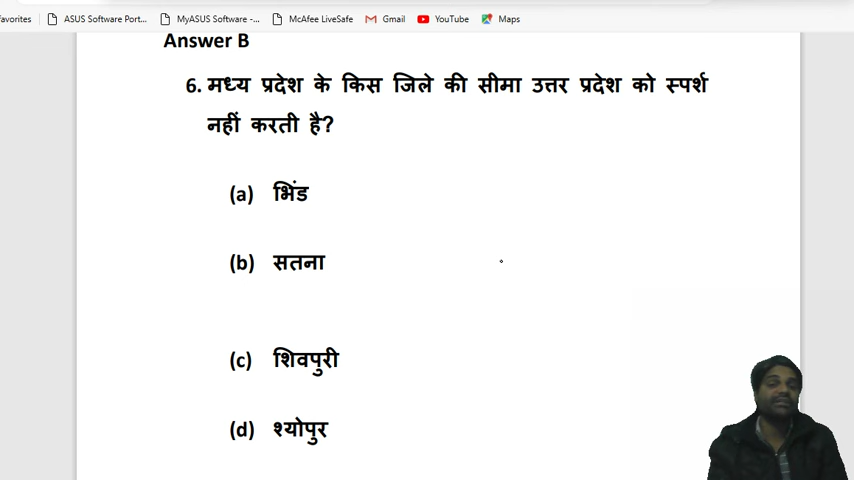 avorites ASUS Software Port... MyASUS Software -... McAfee LiveSafe Gmail YouTube Maps
Answer B
6. मध्य प्रदेश के किस जिले की सीमा उत्तर प्रदेश को स्पर्श
नहीं करती है?
(a) भिंड
(b) सतना
(c) शिवपुरी
(d) श्योपुर